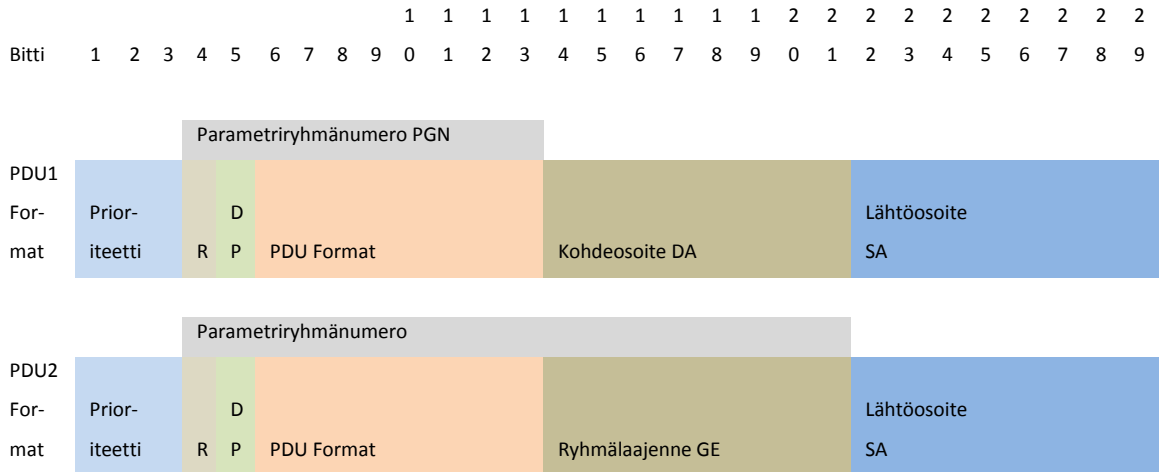 1 1 1 1 1 1 1 1 1 1 2 2 2 2 2 2 2 2 2 2
Bitti 1 2 3 4 5 6 7 8 9 0 1 2 3 4 5 6 7 8 9 0 1 2 3 4 5 6 7 8 9
Parametriryhmänumero PGN
PDU1
For- Prior- D Lähtöosoite
mat iteetti R P PDU Format Kohdeosoite DA SA
Parametriryhmänumero
PDU2
For- Prior- D Lähtöosoite
mat iteetti R P PDU Format Ryhmälaajenne GE SA